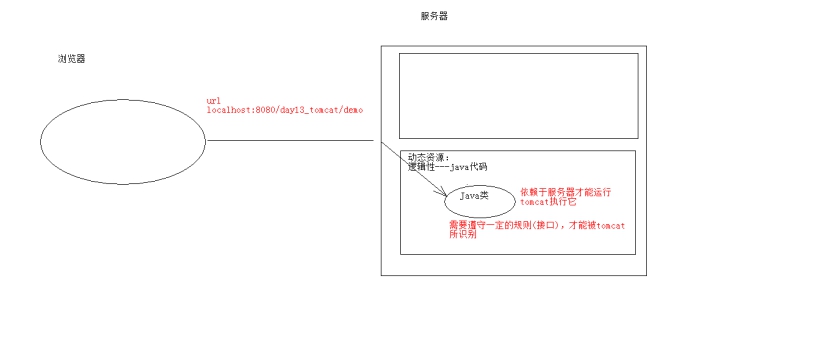 服务器
浏览器
url
localhost:8080/day13_tomcat/demo
动态资源:
逻辑性---java代码
Java类
依赖于服务器才能运行
tomcat执行它
需要遵守一定的规则(接口),才能被tomcat
所识别